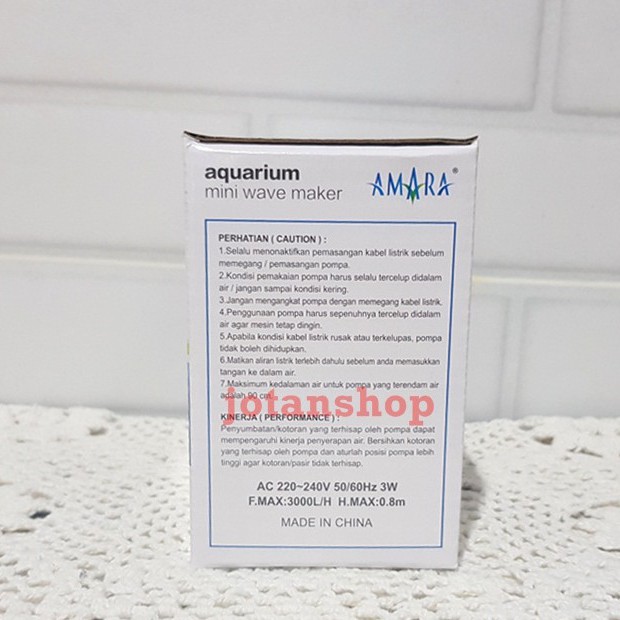 aquarium
mini wave maker
AMARA®
PERHATIAN ( CAUTION ) :
1.Selalu menonaktifkan pemasangan kabel listrik sebelum
memegang / pemasangan pompa.
2.Kondisi pemakaian pompa harus selalu tercelup didalam
air / jangan sampai kondisi kering.
3.Jangan mengangkat pompa dengan memegang kabel listrik.
4.Penggunaan pompa harus sepenuhnya tercelup didalam
air agar mesin tetap dingin.
5.Apabila kondisi kabel listrik rusak atau terkelupas, pompa
tidak boleh dihidupkan.
6.Matikan aliran listrik terlebih dahulu sebelum anda memasukkan
tangan ke dalam air.
7.Maksimum kedalaman air untuk pompa yang terendam air
apalah 90 cm.
jotanshop
KINERJA ( PERFORMANCE ) :
Penyumbatan/kotoran yang terhisap oleh pompa dapat
mempengaruhi kinerja penyerapan air. Bersihkan kotoran
yang terhisap oleh pompa dan aturlah posisi pompa lebih
tinggi agar kotoran/pasir tidak terhisap.
AC 220~240V 50/60Hz 3W
F.MAX:3000L/H H.MAX:0.8m
MADE IN CHINA